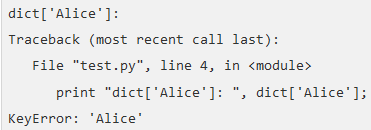 dict['Alice']:
Traceback (most recent call last):
   File "test.py", line 4, in <module>
      print "dict['Alice']: ", dict['Alice'];
KeyError: 'Alice'